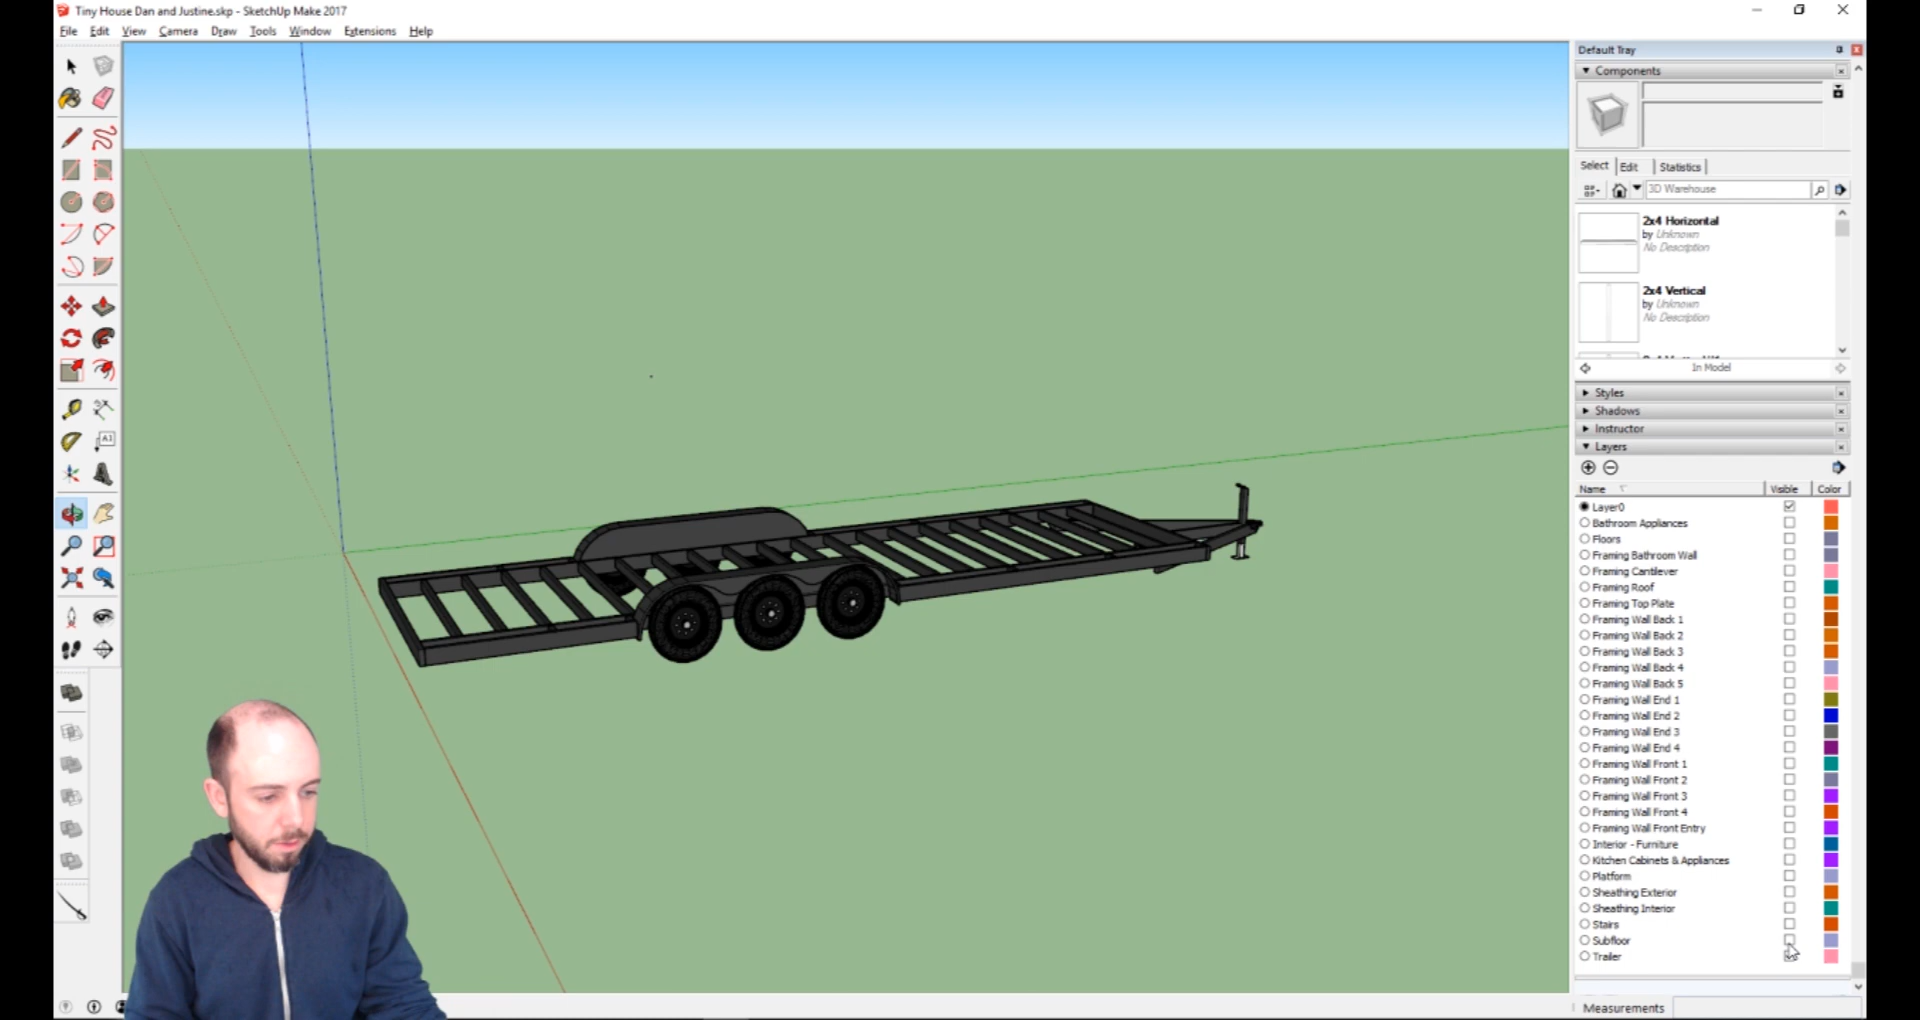 Tiny House Dan and Justine.skp - SketchUp Make 2017
File Edit View Camera Draw Tools Window Extensions Help
Default Tray
Components
Select Edit Statistics
3D Warehouse
2x4 Horizontal
by Unknown
No Description
2x4 Vertical
by Unknown
No Description
In Model
Styles
Shadows
Instructor
Layers
Name Visible Color
Layer0
Bathroom Appliances
Floors
Framing Bathroom Wall
Framing Cantilever
Framing Roof
Framing Top Plate
Framing Wall Back 1
Framing Wall Back 2
Framing Wall Back 3
Framing Wall Back 4
Framing Wall Back 5
Framing Wall End 1
Framing Wall End 2
Framing Wall End 3
Framing Wall End 4
Framing Wall Front 1
Framing Wall Front 2
Framing Wall Front 3
Framing Wall Front 4
Framing Wall Front Entry
Interior - Furniture
Kitchen Cabinets & Appliances
Platform
Sheathing Exterior
Sheathing Interior
Stairs
Subfloor
Trailer
Measurements